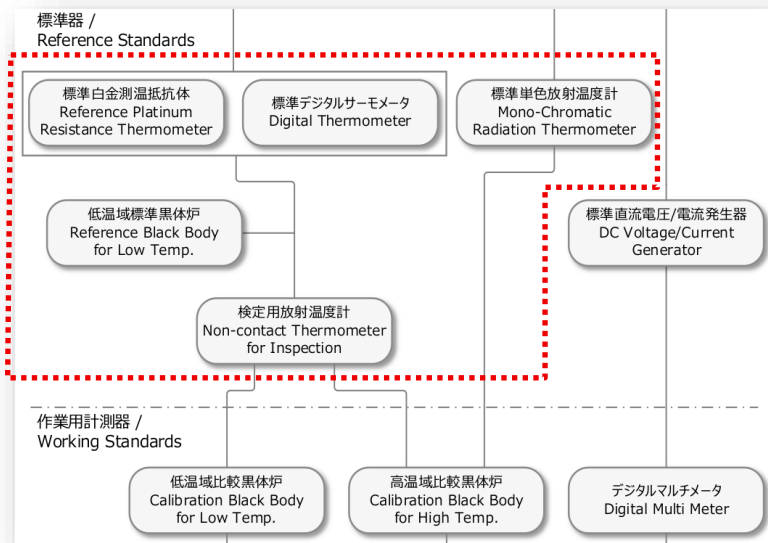 標準器 /
Reference Standards
標準白金測温抵抗体
Reference Platinum
Resistance Thermometer
標準デジタルサーモメータ
Digital Thermometer
標準単色放射温度計
Mono-Chromatic
Radiation Thermometer
低温域標準黒体炉
Reference Black Body
for Low Temp.
標準直流電圧/電流発生器
DC Voltage/Current
Generator
検定用放射温度計
Non-contact Thermometer
for Inspection
作業用計測器 /
Working Standards
低温域比較黒体炉
Calibration Black Body
for Low Temp.
高温域比較黒体炉
Calibration Black Body
for High Temp.
デジタルマルチメータ
Digital Multi Meter